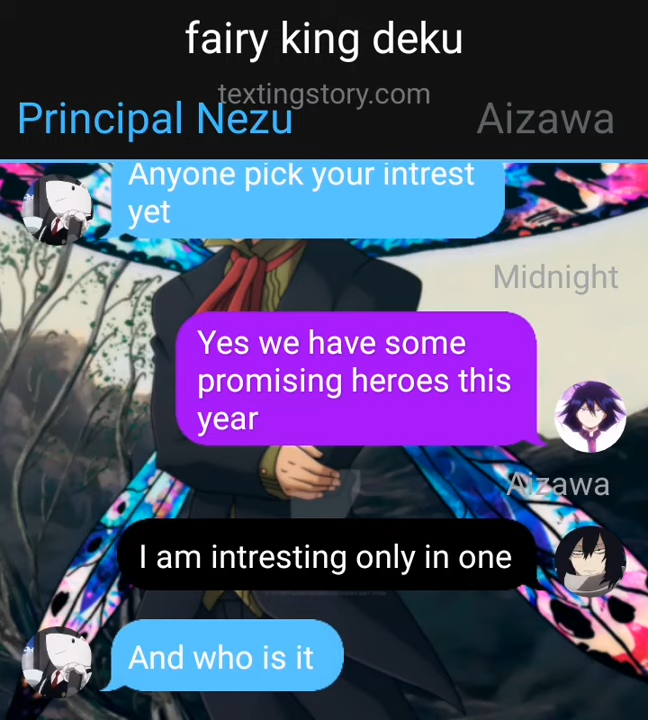 fairy king deku
textingstory.com
Principal Nezu
Aizawa
Anyone pick your intrest
yet
Midnight
Yes we have some
promising heroes this
year
Aizawa
I am intresting only in one
And who is it